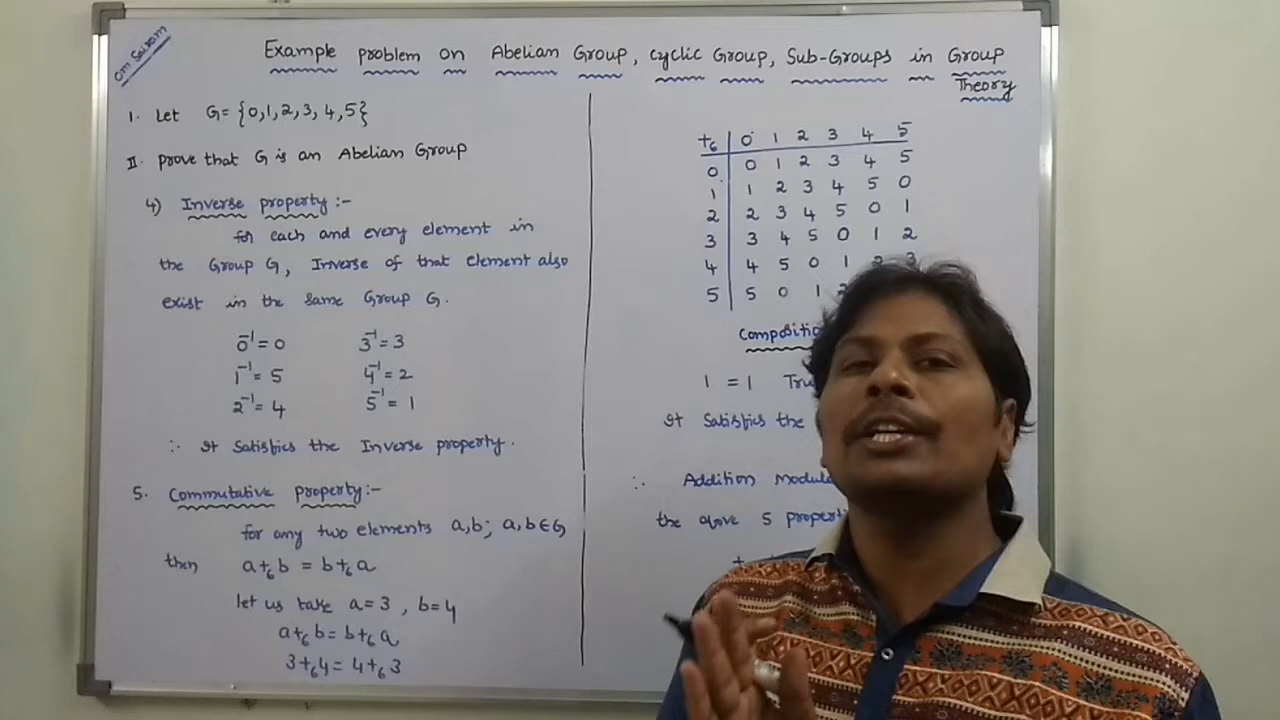 om Sairam
Example problem on Abelian Group, cyclic Group, Sub-Groups in Group
Theory
I. Let G = {0,1,2,3,4,5}
II. prove that G is an Abelian Group
4) Inverse property :-
for each and every element in
the Group G, Inverse of that element also
exist in the same Group G.
0⁻¹ = 0 3⁻¹ = 3
1⁻¹ = 5 4⁻¹ = 2
2⁻¹ = 4 5⁻¹ = 1
∴ It Satisfies the Inverse property.
5. Commutative property:-
for any two elements a,b; a,b ∈ G,
then a +₆ b = b +₆ a
let us take a=3, b=4
a +₆ b = b +₆ a
3 +₆ 4 = 4 +₆ 3
+₆ 0 1 2 3 4 5
0 0 1 2 3 4 5
1 1 2 3 4 5 0
2 2 3 4 5 0 1
3 3 4 5 0 1 2
4 4 5 0 1 2 3
5 5 0 1
1 = 1
It Satisfies the
∴ Addition
the above 5